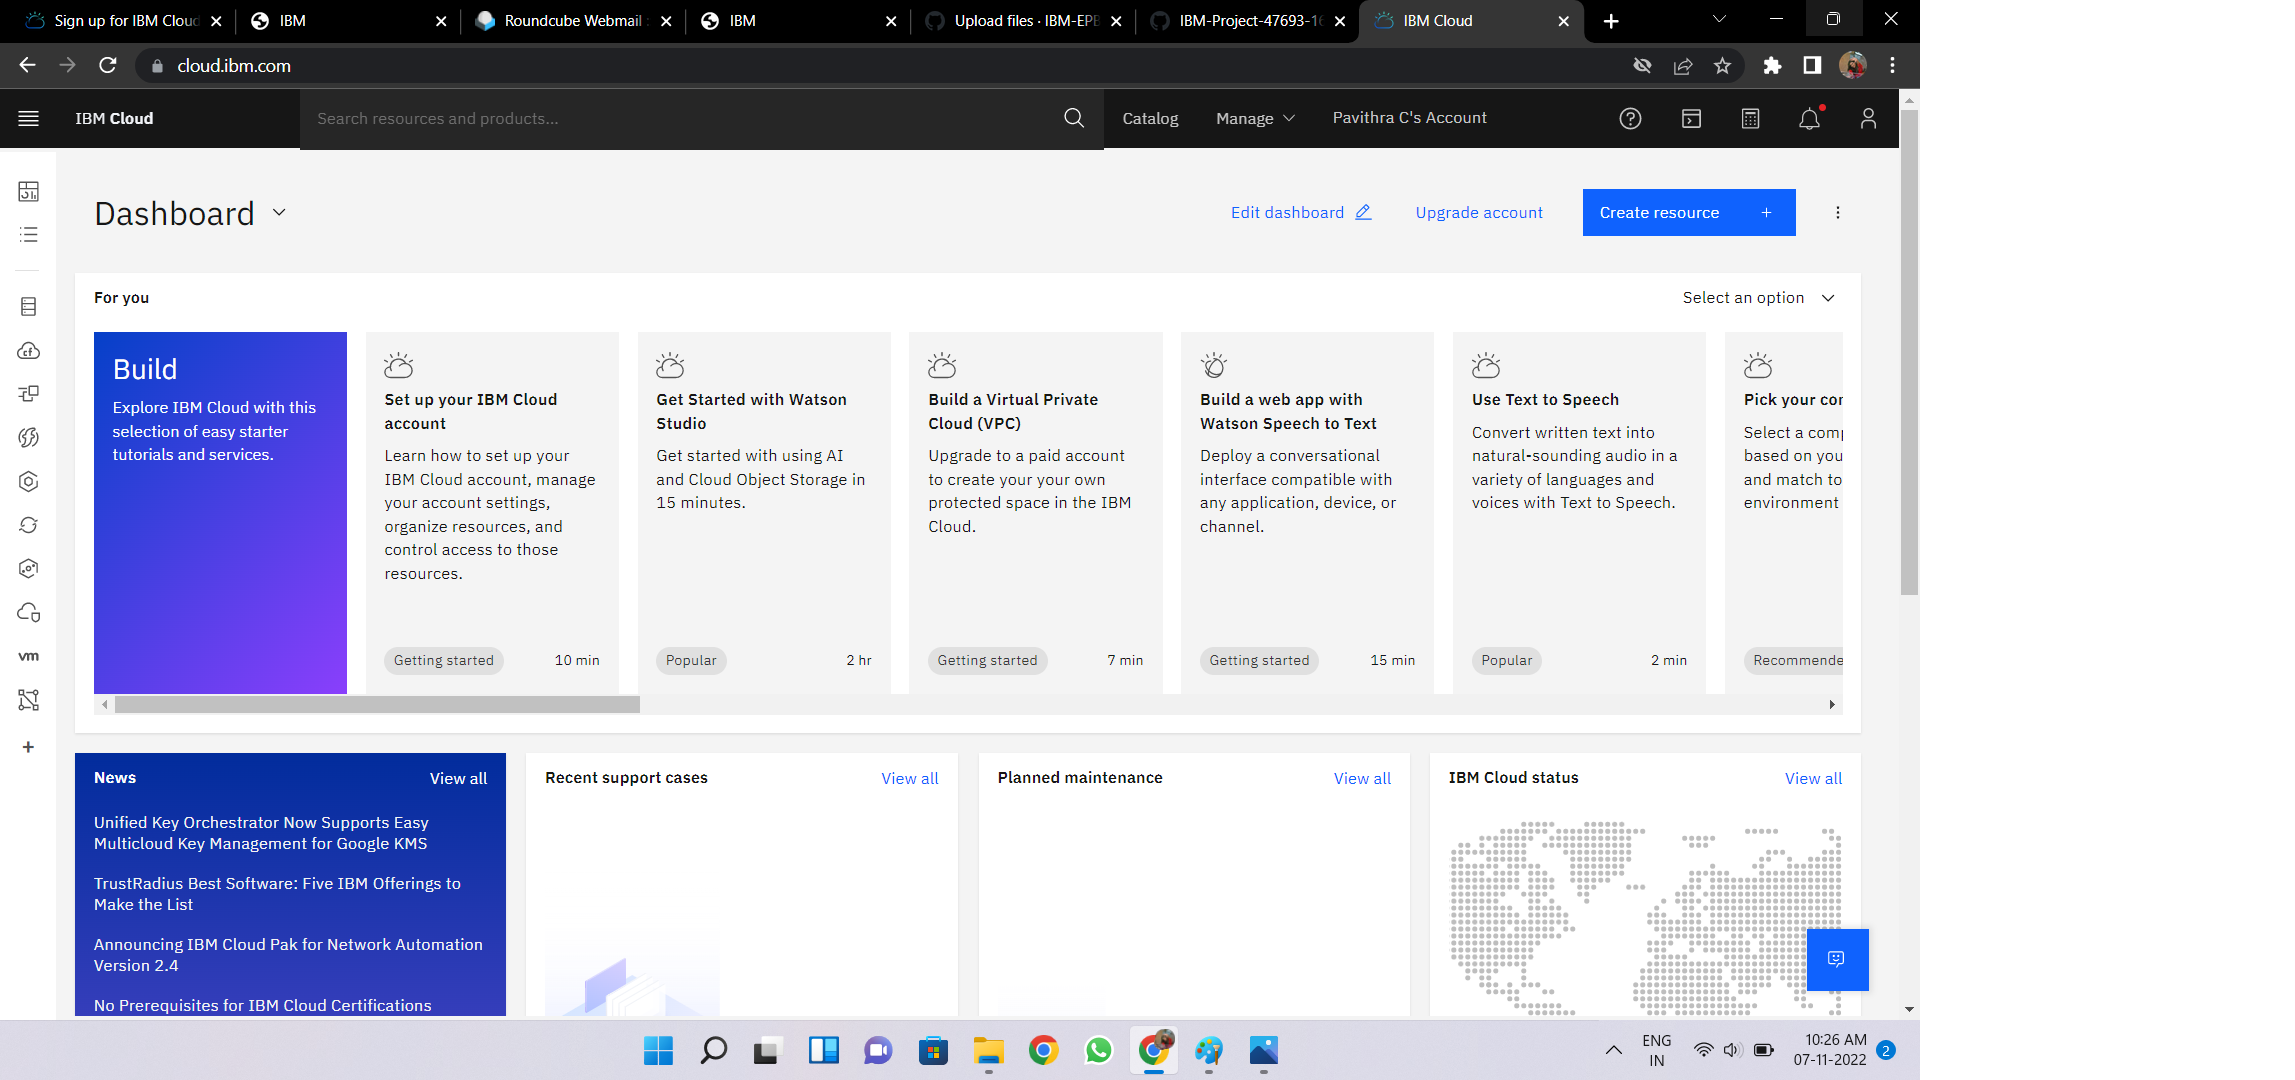 Sign up for IBM Cloud
IBM
Roundcube Webmail :
IBM
Upload files · IBM-EPB
IBM-Project-47693-16
IBM Cloud
cloud.ibm.com
IBM Cloud
Search resources and products...
Catalog
Manage
Pavithra C's Account
Dashboard
Edit dashboard
Upgrade account
Create resource +
For you
Select an option
Build
Explore IBM Cloud with this
selection of easy starter
tutorials and services.
Set up your IBM Cloud
account
Learn how to set up your
IBM Cloud account, manage
your account settings,
organize resources, and
control access to those
resources.
Getting started
10 min
Get Started with Watson
Studio
Get started with using AI
and Cloud Object Storage in
15 minutes.
Popular
2 hr
Build a Virtual Private
Cloud (VPC)
Upgrade to a paid account
to create your your own
protected space in the IBM
Cloud.
Getting started
7 min
Build a web app with
Watson Speech to Text
Deploy a conversational
interface compatible with
any application, device, or
channel.
Getting started
15 min
Use Text to Speech
Convert written text into
natural-sounding audio in a
variety of languages and
voices with Text to Speech.
Popular
2 min
Pick your
Select a
based on you
and match to
environment
Recommende
cf
vm
News
View all
Unified Key Orchestrator Now Supports Easy
Multicloud Key Management for Google KMS
TrustRadius Best Software: Five IBM Offerings to
Make the List
Announcing IBM Cloud Pak for Network Automation
Version 2.4
No Prerequisites for IBM Cloud Certifications
Recent support cases
View all
Planned maintenance
View all
IBM Cloud status
View all
ENG
IN
10:26 AM
07-11-2022
2